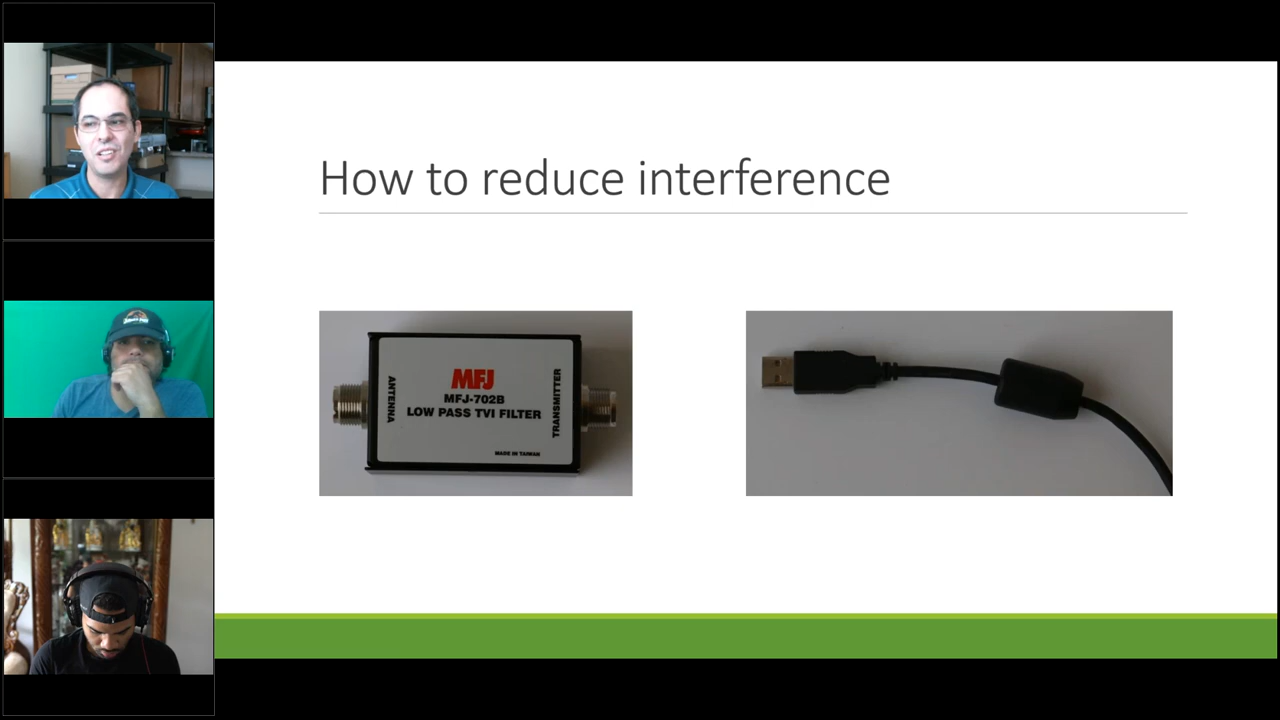 How to reduce interference
MFJ
MFJ-702B
LOW PASS TVI FILTER
ANTENNA
TRANSMITTER
MADE IN TAIWAN